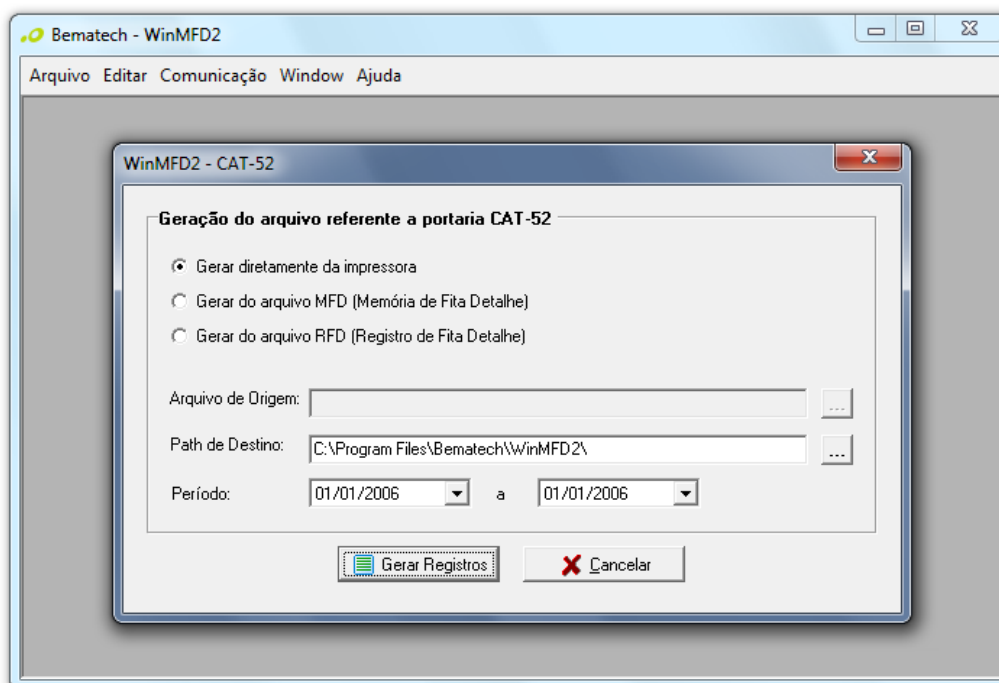 Bematech - WinMFD2
Arquivo Editar Comunicação Window Ajuda
WinMFD2 - CAT-52
Geração do arquivo referente a portaria CAT-52
Gerar diretamente da impressora
Gerar do arquivo MFD (Memória de Fita Detalhe)
Gerar do arquivo RFD (Registro de Fita Detalhe)
Arquivo de Origem: ...
Path de Destino: C:\Program Files\Bematech\WinMFD2\ ...
Período: 01/01/2006 a 01/01/2006
Gerar Registros Cancelar